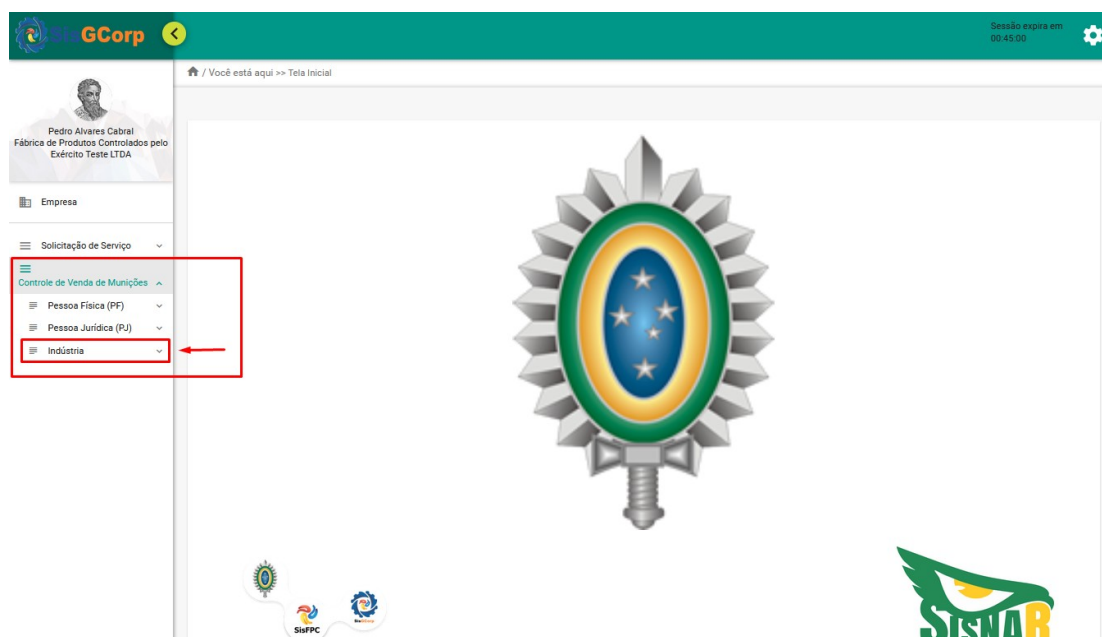 SisGCorp
Sessão expira em
00:45:00
/ Você está aqui >> Tela Inicial
Pedro Alvares Cabral
Fábrica de Produtos Controlados pelo
Exército Teste LTDA
Empresa
Solicitação de Serviço
Controle de Venda de Munições
Pessoa Física (PF)
Pessoa Jurídica (PJ)
Indústria
SisFPC
SISNAR